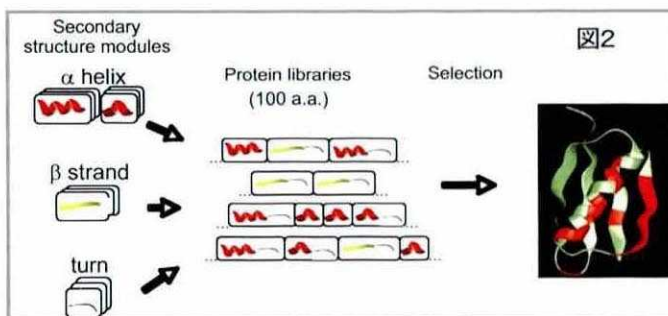 Secondary
structure modules
α helix
β strand
turn
Protein libraries
(100 a.a.)
Selection
図2